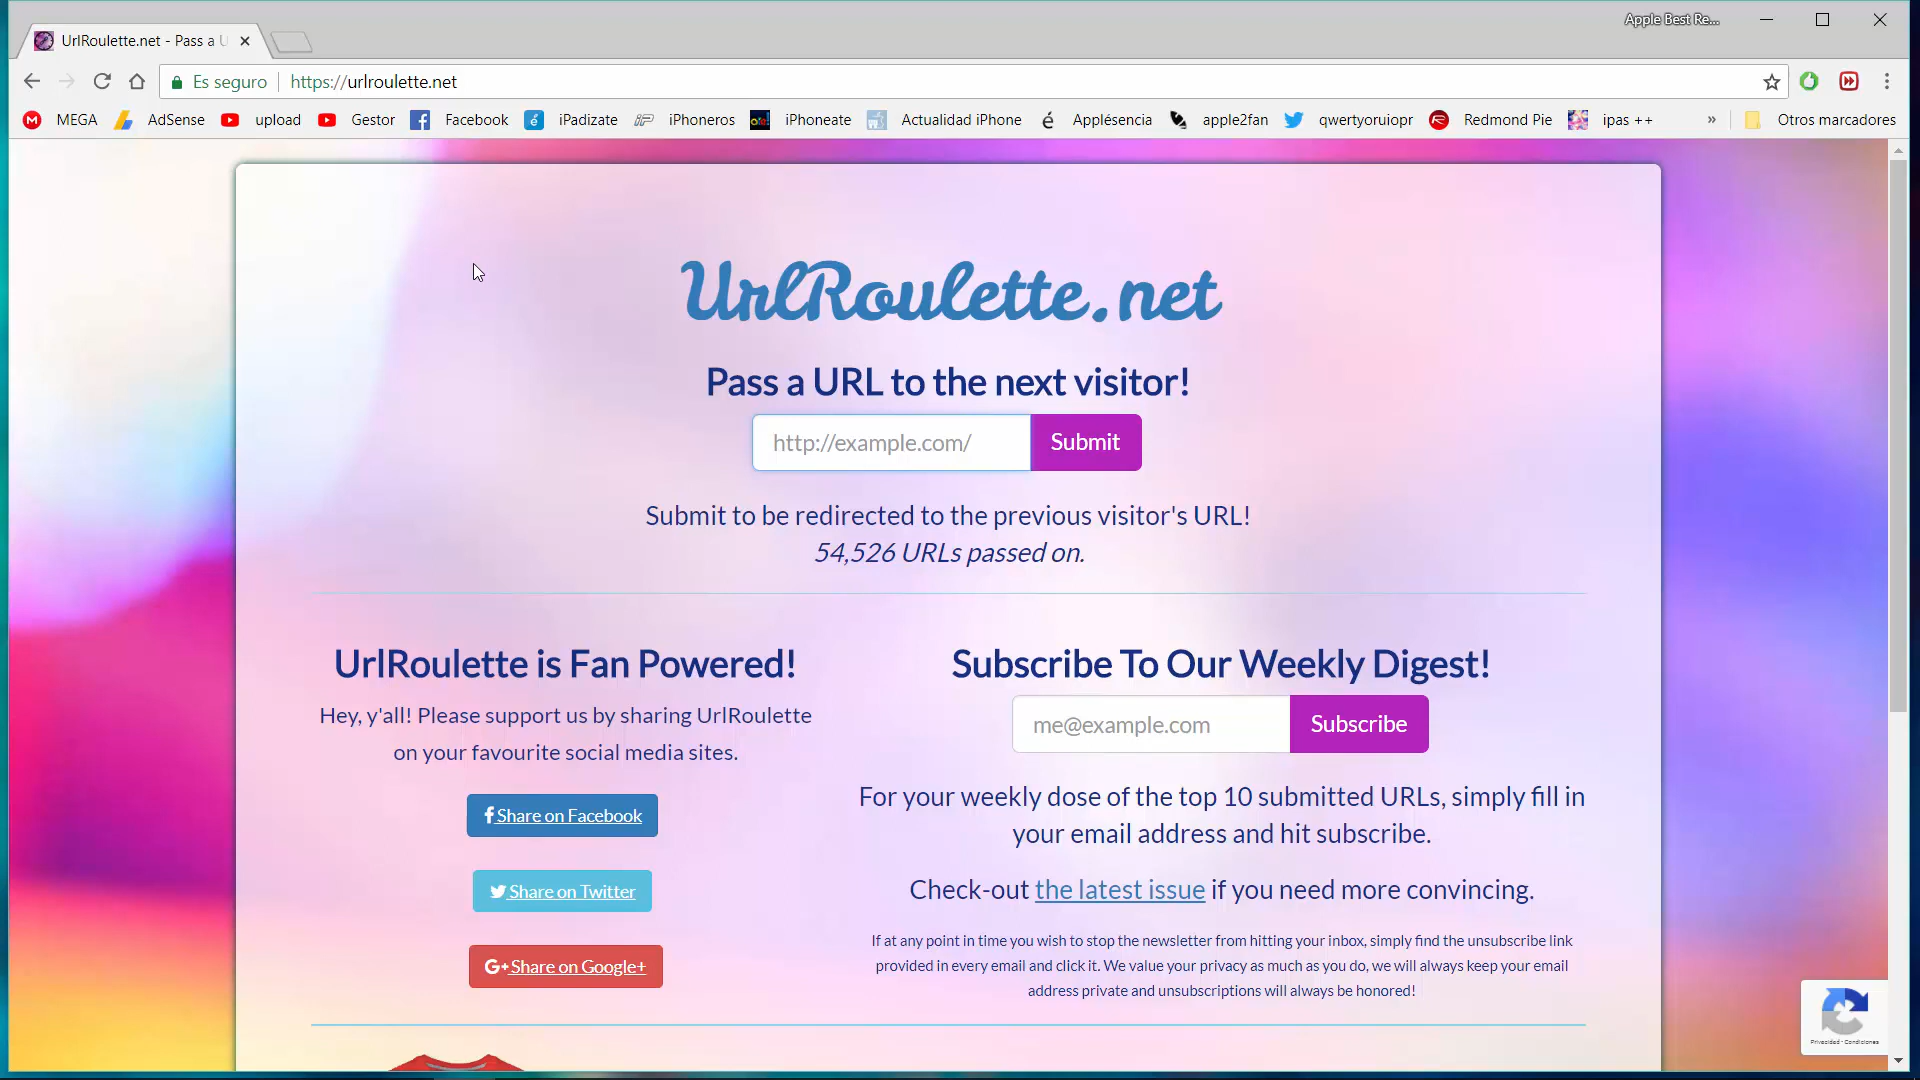 Apple Best Re...
UrlRoulette.net - Pass a U
Es seguro https://urlroulette.net
MEGA AdSense upload Gestor Facebook iPadizate iPhoneros iPhoneate Actualidad iPhone Applésencia apple2fan qwertyoruiopr Redmond Pie ipas ++ » Otros marcadores
UrlRoulette.net
Pass a URL to the next visitor!
http://example.com/ Submit
Submit to be redirected to the previous visitor's URL!
54,526 URLs passed on.
UrlRoulette is Fan Powered!
Hey, y'all! Please support us by sharing UrlRoulette
on your favourite social media sites.
Share on Facebook
Share on Twitter
G+ Share on Google+
Subscribe To Our Weekly Digest!
me@example.com Subscribe
For your weekly dose of the top 10 submitted URLs, simply fill in
your email address and hit subscribe.
Check-out the latest issue if you need more convincing.
If at any point in time you wish to stop the newsletter from hitting your inbox, simply find the unsubscribe link
provided in every email and click it. We value your privacy as much as you do, we will always keep your email
address private and unsubscriptions will always be honored!
Privacidad - Condiciones